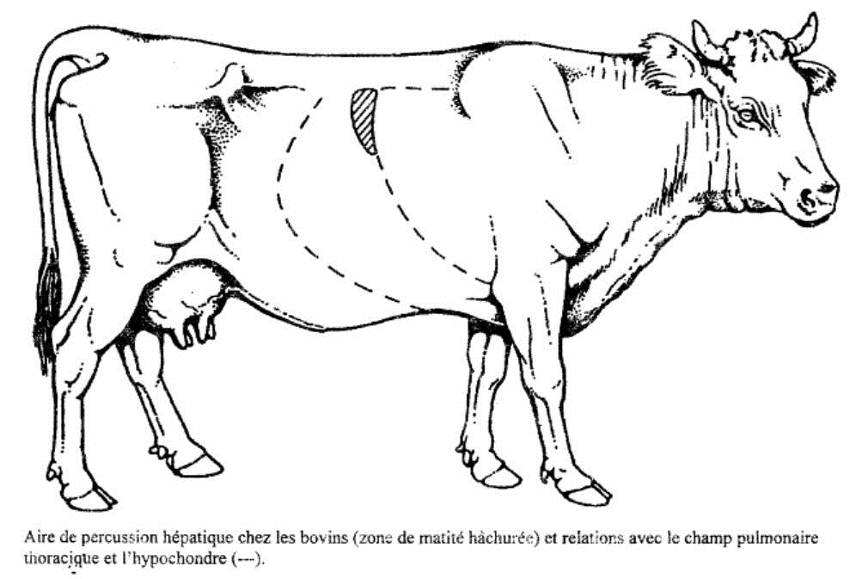 Aire de percussion hépatique chez les bovins (zone de matité hàchurée) et relations avec le champ pulmonaire
thoracique et l'hypochondre (---).